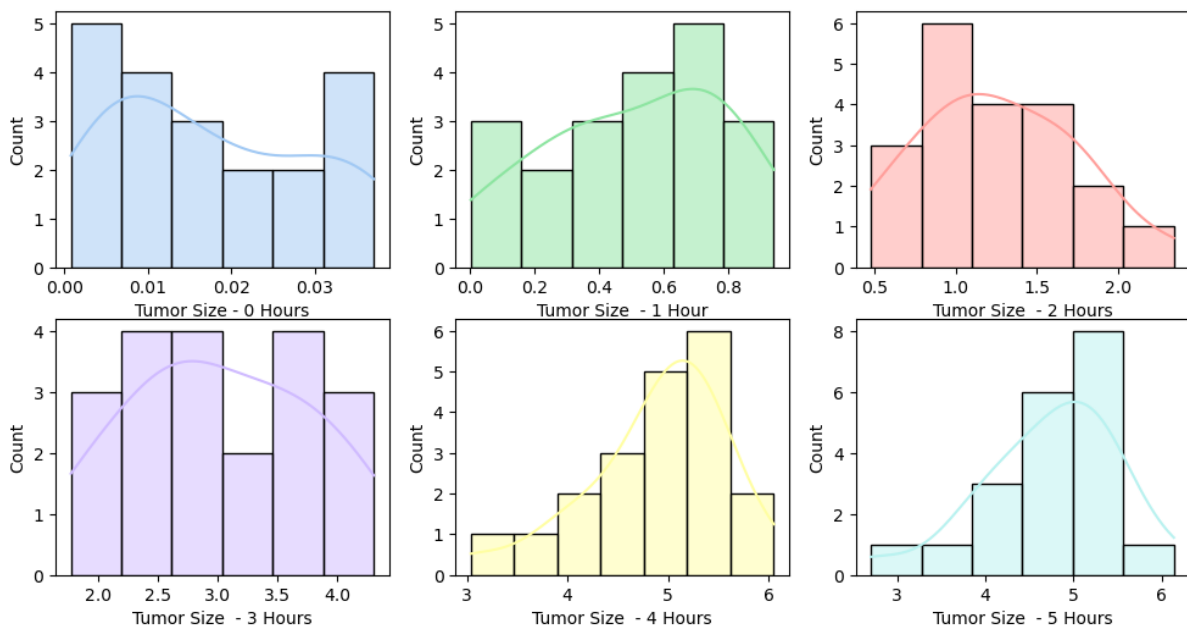 5
4
3
2
1
0
Count
0.00 0.01 0.02 0.03
Tumor Size - 0 Hours
5
4
3
2
1
0
Count
0.0 0.2 0.4 0.6 0.8
Tumor Size  - 1 Hour
6
5
4
3
2
1
0
Count
0.5 1.0 1.5 2.0
Tumor Size  - 2 Hours
4
3
2
1
0
Count
2.0 2.5 3.0 3.5 4.0
Tumor Size  - 3 Hours
6
5
4
3
2
1
0
Count
3 4 5 6
Tumor Size  - 4 Hours
8
6
4
2
0
Count
3 4 5 6
Tumor Size  - 5 Hours